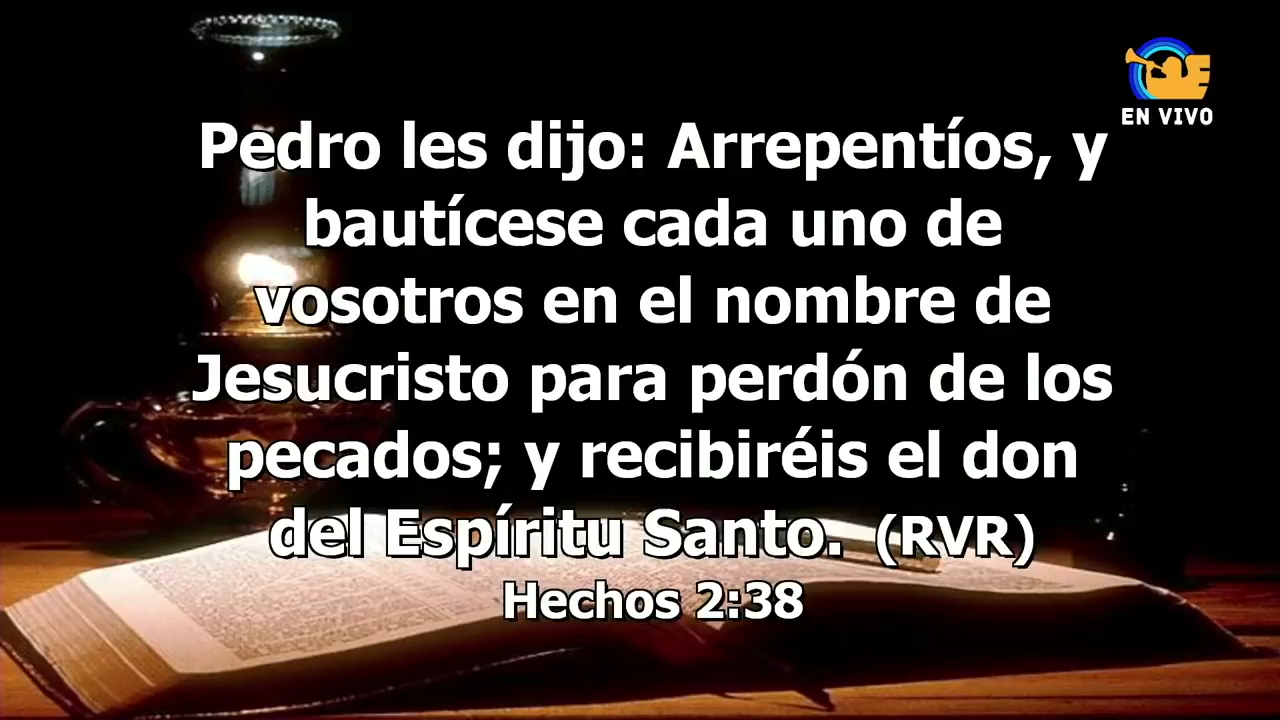 EN VIVO
Pedro les dijo: Arrepentíos, y
bautícese cada uno de
vosotros en el nombre de
Jesucristo para perdón de los
pecados; y recibiréis el don
del Espíritu Santo. (RVR)
Hechos 2:38